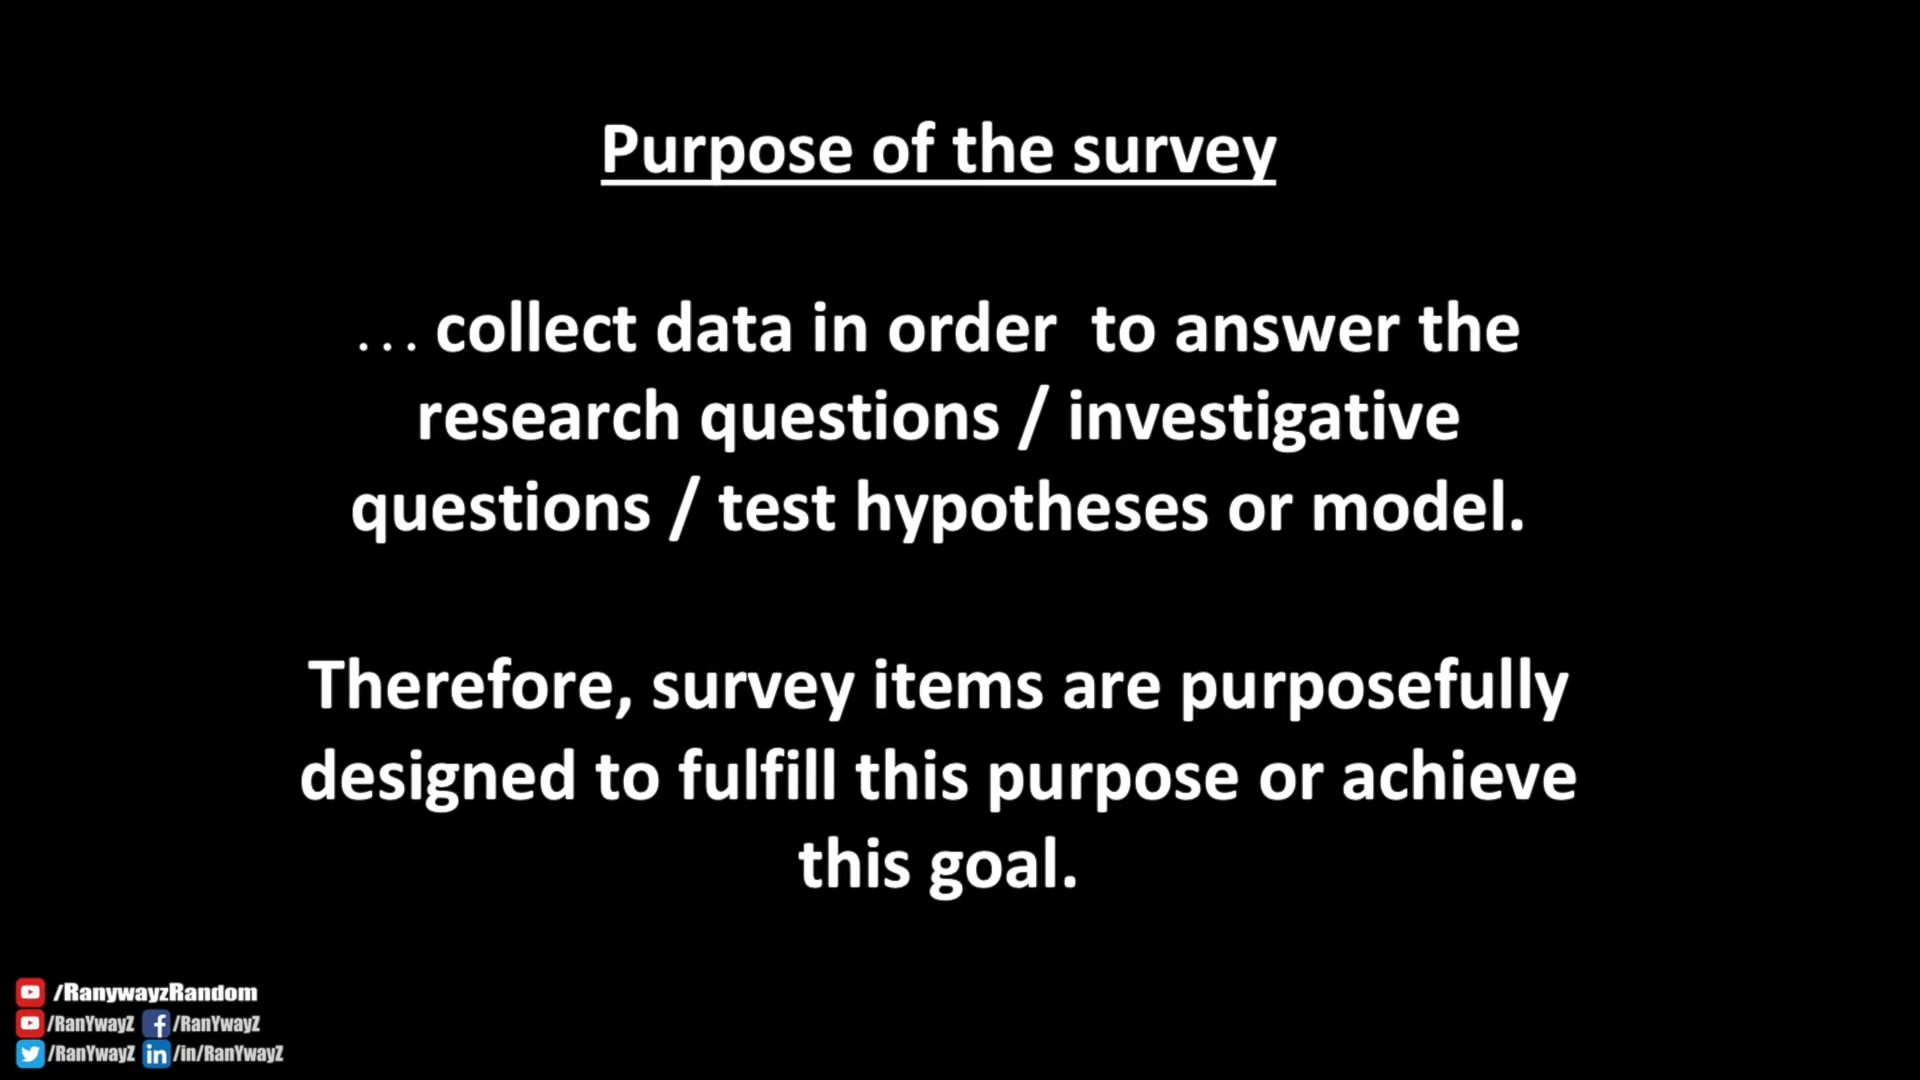 Purpose of the survey
... collect data in order  to answer the
research questions / investigative
questions / test hypotheses or model.
Therefore, survey items are purposefully
designed to fulfill this purpose or achieve
this goal.
/RanywayzRandom
/RanYwayZ /RanYwayZ
/RanYwayZ /in/RanYwayZ